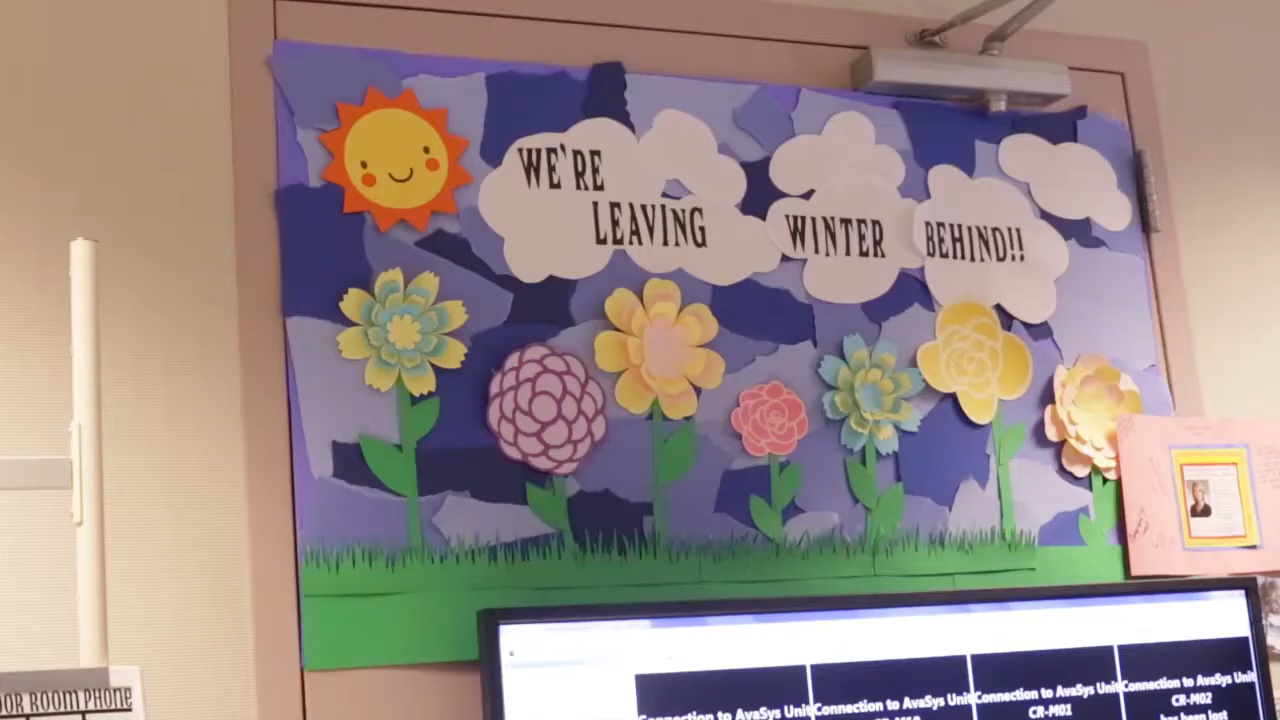 WE'RE
LEAVING
WINTER
BEHIND!!
OOR ROOM PHONE
Connection to AvaSys Unit
Connection to AvaSys Unit
Connection to AvaSys Unit
CR-M01
Connection to AvaSys Unit
CR-M02
has been lost